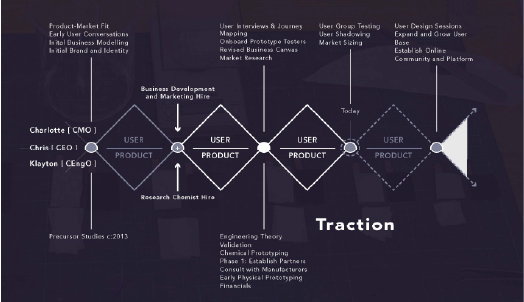 Product-Market Fit
Early User Conversations
Inital Business Modelling
Initial Brand and Identity
User Interviews & Journey
Mapping
Onboard Prototype Testers
Revised Business Canvas
Market Research
User Group Testing
User Shadowing
Market Sizing
User Design Sessions
Expand and Grow User
Base
Establish Online
Community and Platform
Business Development
and Marketing Hire
Today
Charlotte [ CMO ]
Chrin [ CEO ]
Klayton [ CEngO ]
USER
PRODUCT
USER
PRODUCT
USER
PRODUCT
USER
PRODUCT
Research Chemist Hire
Traction
Precursor Studies c:2013
Engineering Theory
Validation
Chemical Prototyping
Phase 1: Establish Partners
Consult with Manufacturers
Early Physical Prototyping
Financials